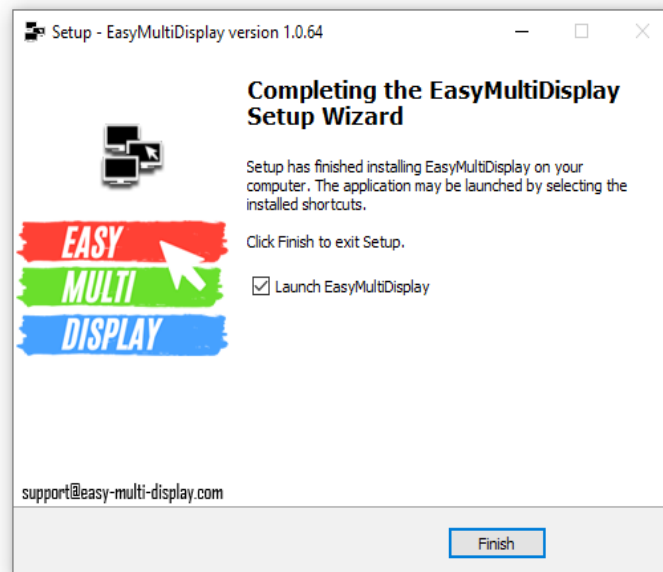 Setup - EasyMultiDisplay version 1.0.64
Completing the EasyMultiDisplay
Setup Wizard
Setup has finished installing EasyMultiDisplay on your
computer. The application may be launched by selecting the
installed shortcuts.
Click Finish to exit Setup.
Launch EasyMultiDisplay
EASY
MULTI
DISPLAY
support@easy-multi-display.com
Finish